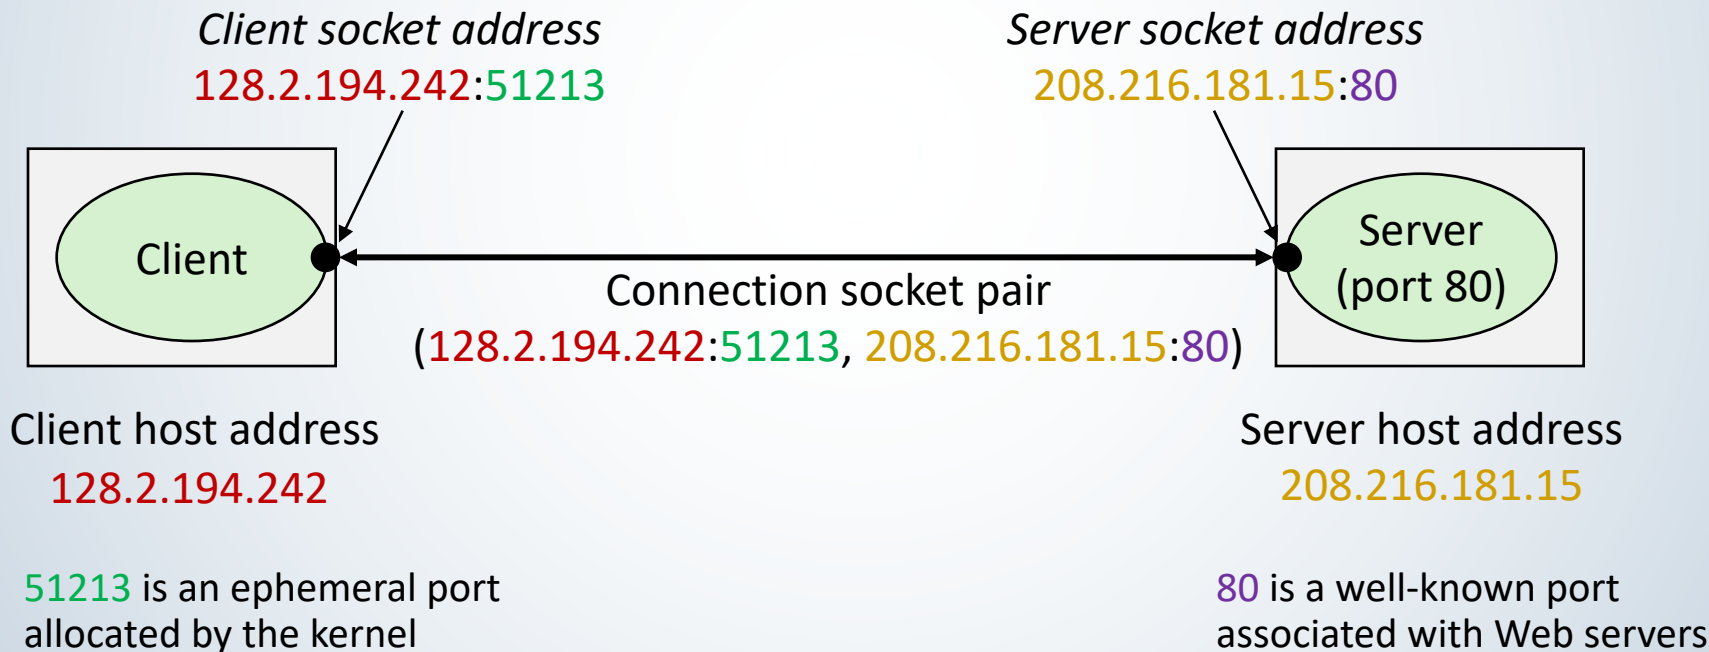 Client socket address
128.2.194.242:51213
Server socket address
208.216.181.15:80
Client
Server
(port 80)
Connection socket pair
(128.2.194.242:51213, 208.216.181.15:80)
Client host address
128.2.194.242
Server host address
208.216.181.15
51213 is an ephemeral port
allocated by the kernel
80 is a well-known port
associated with Web servers